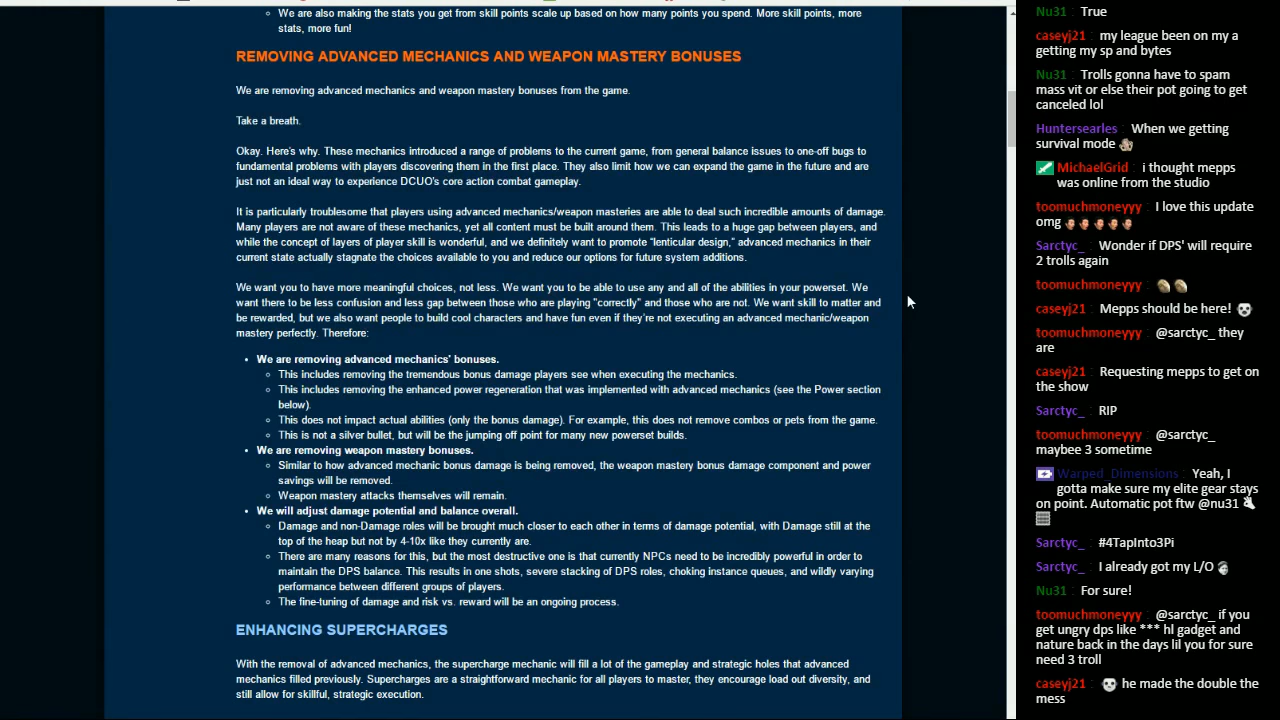 We are also making the stats you get from skill points scale up based on how many points you spend. More skill points, more
stats, more fun!
REMOVING ADVANCED MECHANICS AND WEAPON MASTERY BONUSES
We are removing advanced mechanics and weapon mastery bonuses from the game.
Take a breath.
Okay. Here's why. These mechanics introduced a range of problems to the current game, from general balance issues to one-off bugs to
fundamental problems with players discovering them in the first place. They also limit how we can expand the game in the future and are
just not an ideal way to experience DCUO's core action combat gameplay.
It is particularly troublesome that players using advanced mechanics/weapon masteries are able to deal such incredible amounts of damage.
Many players are not aware of these mechanics, yet all content must be built around them. This leads to a huge gap between players, and
while the concept of layers of player skill is wonderful, and we definitely want to promote "lenticular design," advanced mechanics in their
current state actually stagnate the choices available to you and reduce our options for future system additions.
We want you to have more meaningful choices, not less. We want you to be able to use any and all of the abilities in your powerset. We
want there to be less confusion and less gap between those who are playing "correctly" and those who are not. We want skill to matter and
be rewarded, but we also want people to build cool characters and have fun even if they're not executing an advanced mechanic/weapon
mastery perfectly. Therefore:
We are removing advanced mechanics' bonuses.
This includes removing the tremendous bonus damage players see when executing the mechanics.
This includes removing the enhanced power regeneration that was implemented with advanced mechanics (see the Power section
below).
This does not impact actual abilities (only the bonus damage). For example, this does not remove combos or pets from the game.
This is not a silver bullet, but will be the jumping off point for many new powerset builds.
We are removing weapon mastery bonuses.
Similar to how advanced mechanic bonus damage is being removed, the weapon mastery bonus damage component and power
savings will be removed.
Weapon mastery attacks themselves will remain.
We will adjust damage potential and balance overall.
Damage and non-Damage roles will be brought much closer to each other in terms of damage potential, with Damage still at the
top of the heap but not by 4-10x like they currently are.
There are many reasons for this, but the most destructive one is that currently NPCs need to be incredibly powerful in order to
maintain the DPS balance. This results in one shots, severe stacking of DPS roles, choking instance queues, and wildly varying
performance between different groups of players.
The fine-tuning of damage and risk vs. reward will be an ongoing process.
ENHANCING SUPERCHARGES
With the removal of advanced mechanics, the supercharge mechanic will fill a lot of the gameplay and strategic holes that advanced
mechanics filled previously. Supercharges are a straightforward mechanic for all players to master, they encourage load out diversity, and
still allow for skillful, strategic execution.
Nu31 : True
caseyj21 : my league been on my a
getting my sp and bytes
Nu31 : Trolls gonna have to spam
mass vit or else their pot going to get
canceled lol
Huntersearles : When we getting
survival mode
MichaelGrid : i thought mepps
was online from the studio
toomuchmoneyyy : I love this update
omg
Sarctyc_ : Wonder if DPS' will require
2 trolls again
toomuchmoneyyy :
caseyj21 : Mepps should be here!
toomuchmoneyyy : @sarctyc_ they
are
caseyj21 : Requesting mepps to get on
the show
Sarctyc_ : RIP
toomuchmoneyyy : @sarctyc_
maybee 3 sometime
Warped_Dimensions : Yeah, I
gotta make sure my elite gear stays
on point. Automatic pot ftw @nu31
Sarctyc_ : #4TapInto3Pi
Sarctyc_ : I already got my L/O
Nu31 : For sure!
toomuchmoneyyy : @sarctyc_ if you
get ungry dps like *** hl gadget and
nature back in the days lil you for sure
need 3 troll
caseyj21 : he made the double the
mess